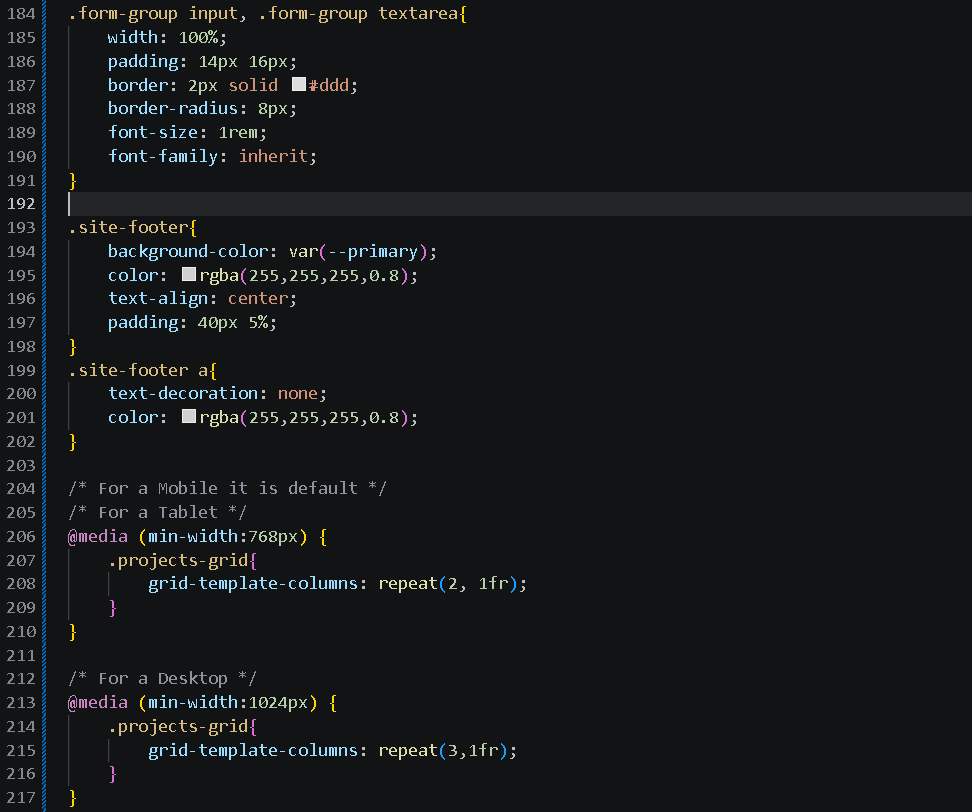 184 .form-group input, .form-group textarea{
185     width: 100%;
186     padding: 14px 16px;
187     border: 2px solid #ddd;
188     border-radius: 8px;
189     font-size: 1rem;
190     font-family: inherit;
191 }
192
193 .site-footer{
194     background-color: var(--primary);
195     color: rgba(255,255,255,0.8);
196     text-align: center;
197     padding: 40px 5%;
198 }
199 .site-footer a{
200     text-decoration: none;
201     color: rgba(255,255,255,0.8);
202 }
203
204 /* For a Mobile it is default */
205 /* For a Tablet */
206 @media (min-width:768px) {
207     .projects-grid{
208         grid-template-columns: repeat(2, 1fr);
209     }
210 }
211
212 /* For a Desktop */
213 @media (min-width:1024px) {
214     .projects-grid{
215         grid-template-columns: repeat(3,1fr);
216     }
217 }